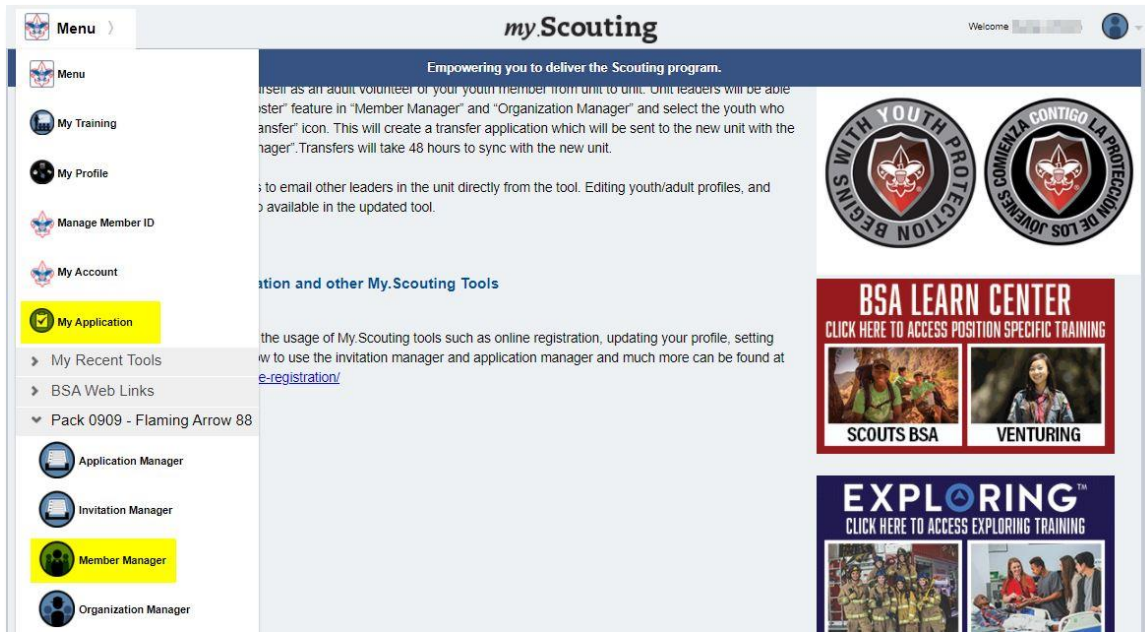 Menu
my.Scouting
Welcome
Empowering you to deliver the Scouting program.
Menu
My Training
My Profile
Manage Member ID
My Account
My Application
My Recent Tools
BSA Web Links
Pack 0909 - Flaming Arrow 88
Application Manager
Invitation Manager
Member Manager
Organization Manager
urself as an adult volunteer or your youth member from unit to unit. Unit leaders will be able
oster" feature in “Member Manager” and “Organization Manager” and select the youth who
ansfer” icon. This will create a transfer application which will be sent to the new unit with the
nager”.Transfers will take 48 hours to sync with the new unit.
s to email other leaders in the unit directly from the tool. Editing youth/adult profiles, and
o available in the updated tool.
ation and other My.Scouting Tools
the usage of My.Scouting tools such as online registration, updating your profile, setting
w to use the invitation manager and application manager and much more can be found at
e-registration/
YOUTH PROTECTION BEGINS WITH YOU
LA PROTECCIÓN DE LOS JÓVENES COMIENZA CONTIGO
BSA LEARN CENTER
CLICK HERE TO ACCESS POSITION SPECIFIC TRAINING
SCOUTS BSA
VENTURING
EXPLORING™
CLICK HERE TO ACCESS EXPLORING TRAINING